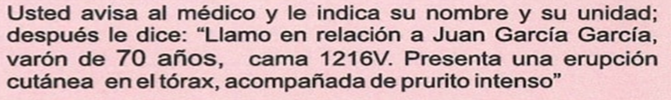 Usted avisa al médico y le indica su nombre y su unidad;
después le dice: “Llamo en relación a Juan García García,
varón de 70 años, cama 1216V. Presenta una erupción
cutánea en el tórax, acompañada de prurito intenso”